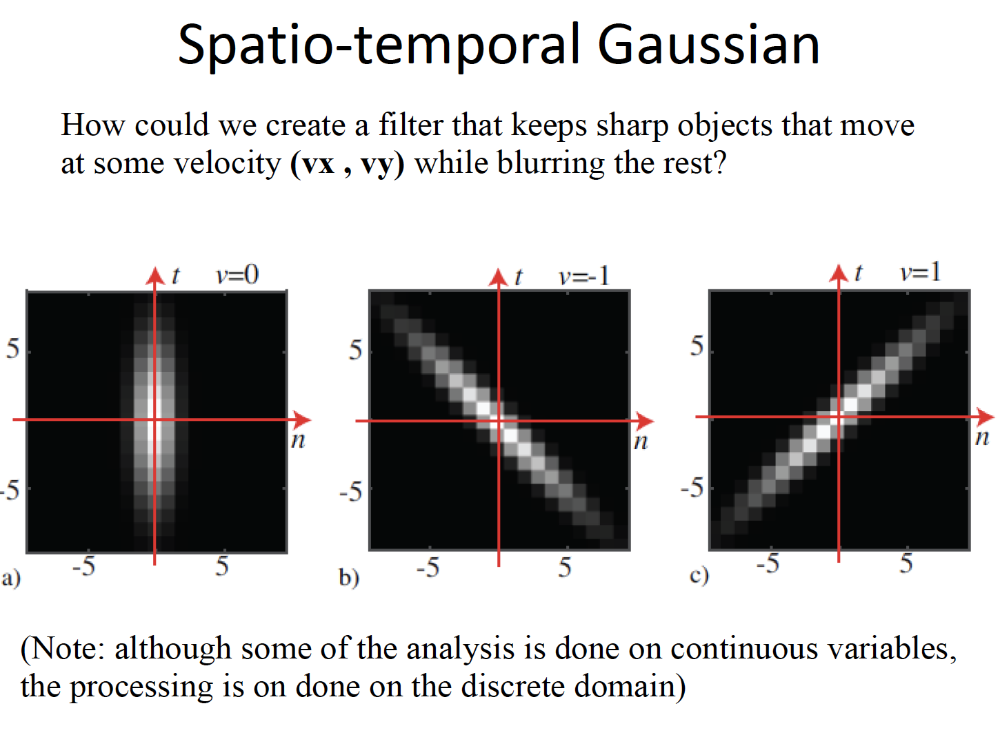 Spatio-temporal Gaussian
How could we create a filter that keeps sharp objects that move
at some velocity (vx , vy) while blurring the rest?
t v=0
5
-5
n
-5 5
a)
t v=-1
5
-5
n
-5 5
b)
t v=1
5
-5
n
-5 5
c)
(Note: although some of the analysis is done on continuous variables,
the processing is on done on the discrete domain)